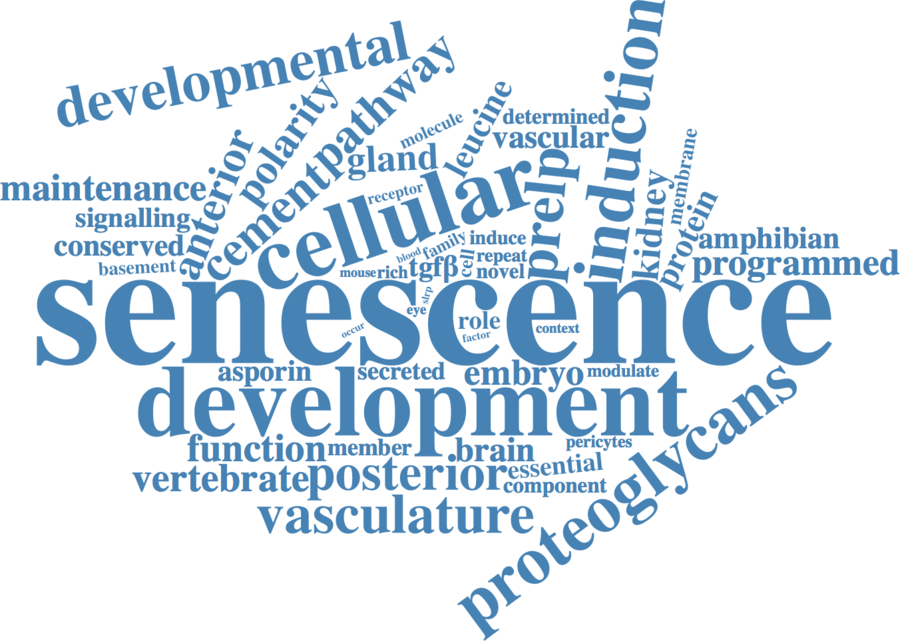 developmental
polarity
pathway
induction
molecule
leucine
determined
vascular
gland
anterior
cement
maintenance
receptor
cellular
prelp
kidney
membrane
protein
signalling
conserved
basement
blood
family
induce
mouse
rich
tgfβ
cell
repeat
novel
amphibian
programmed
senescence
slrp
eye
role
factor
context
occur
asporin
secreted
embryo
modulate
development
proteoglycans
function
member
brain
pericytes
vertebrate
posterior
essential
component
vasculature